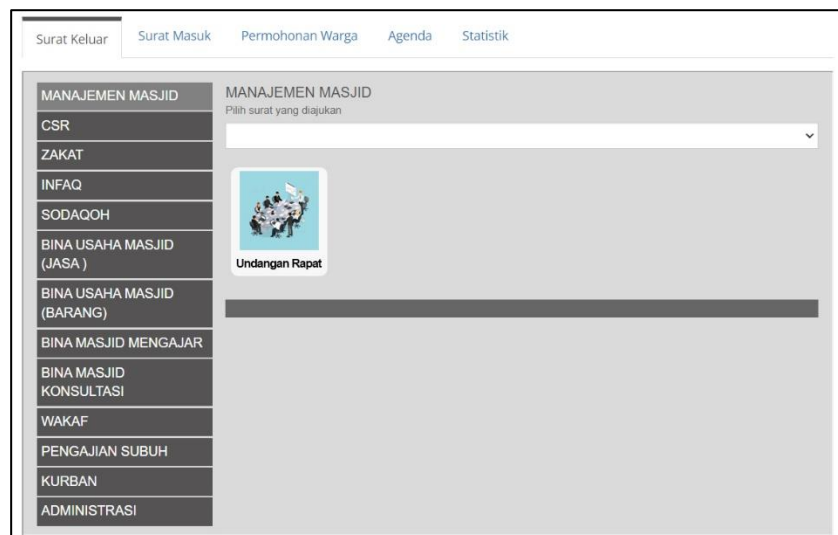 Surat Keluar Surat Masuk Permohonan Warga Agenda Statistik
MANAJEMEN MASJID
CSR
ZAKAT
INFAQ
SODAQOH
BINA USAHA MASJID
(JASA )
BINA USAHA MASJID
(BARANG)
BINA MASJID MENGAJAR
BINA MASJID
KONSULTASI
WAKAF
PENGAJIAN SUBUH
KURBAN
ADMINISTRASI
MANAJEMEN MASJID
Pilih surat yang diajukan
Undangan Rapat